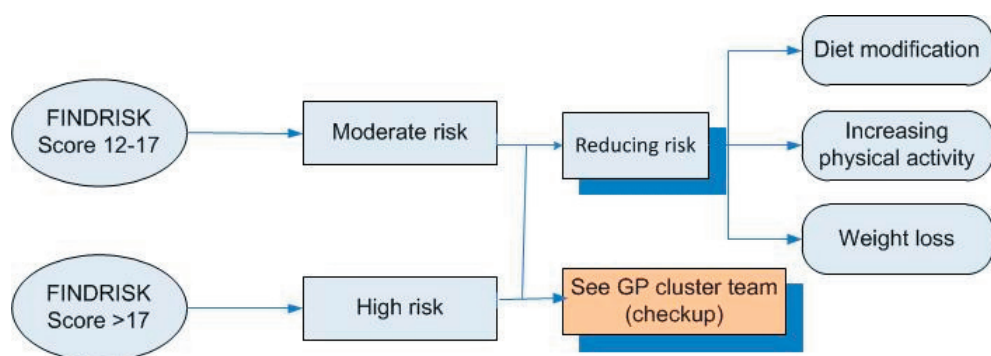 FINDRISK
Score 12-17
Moderate risk
Reducing risk
Diet modification
Increasing
physical activity
Weight loss
FINDRISK
Score >17
High risk
See GP cluster team
(checkup)